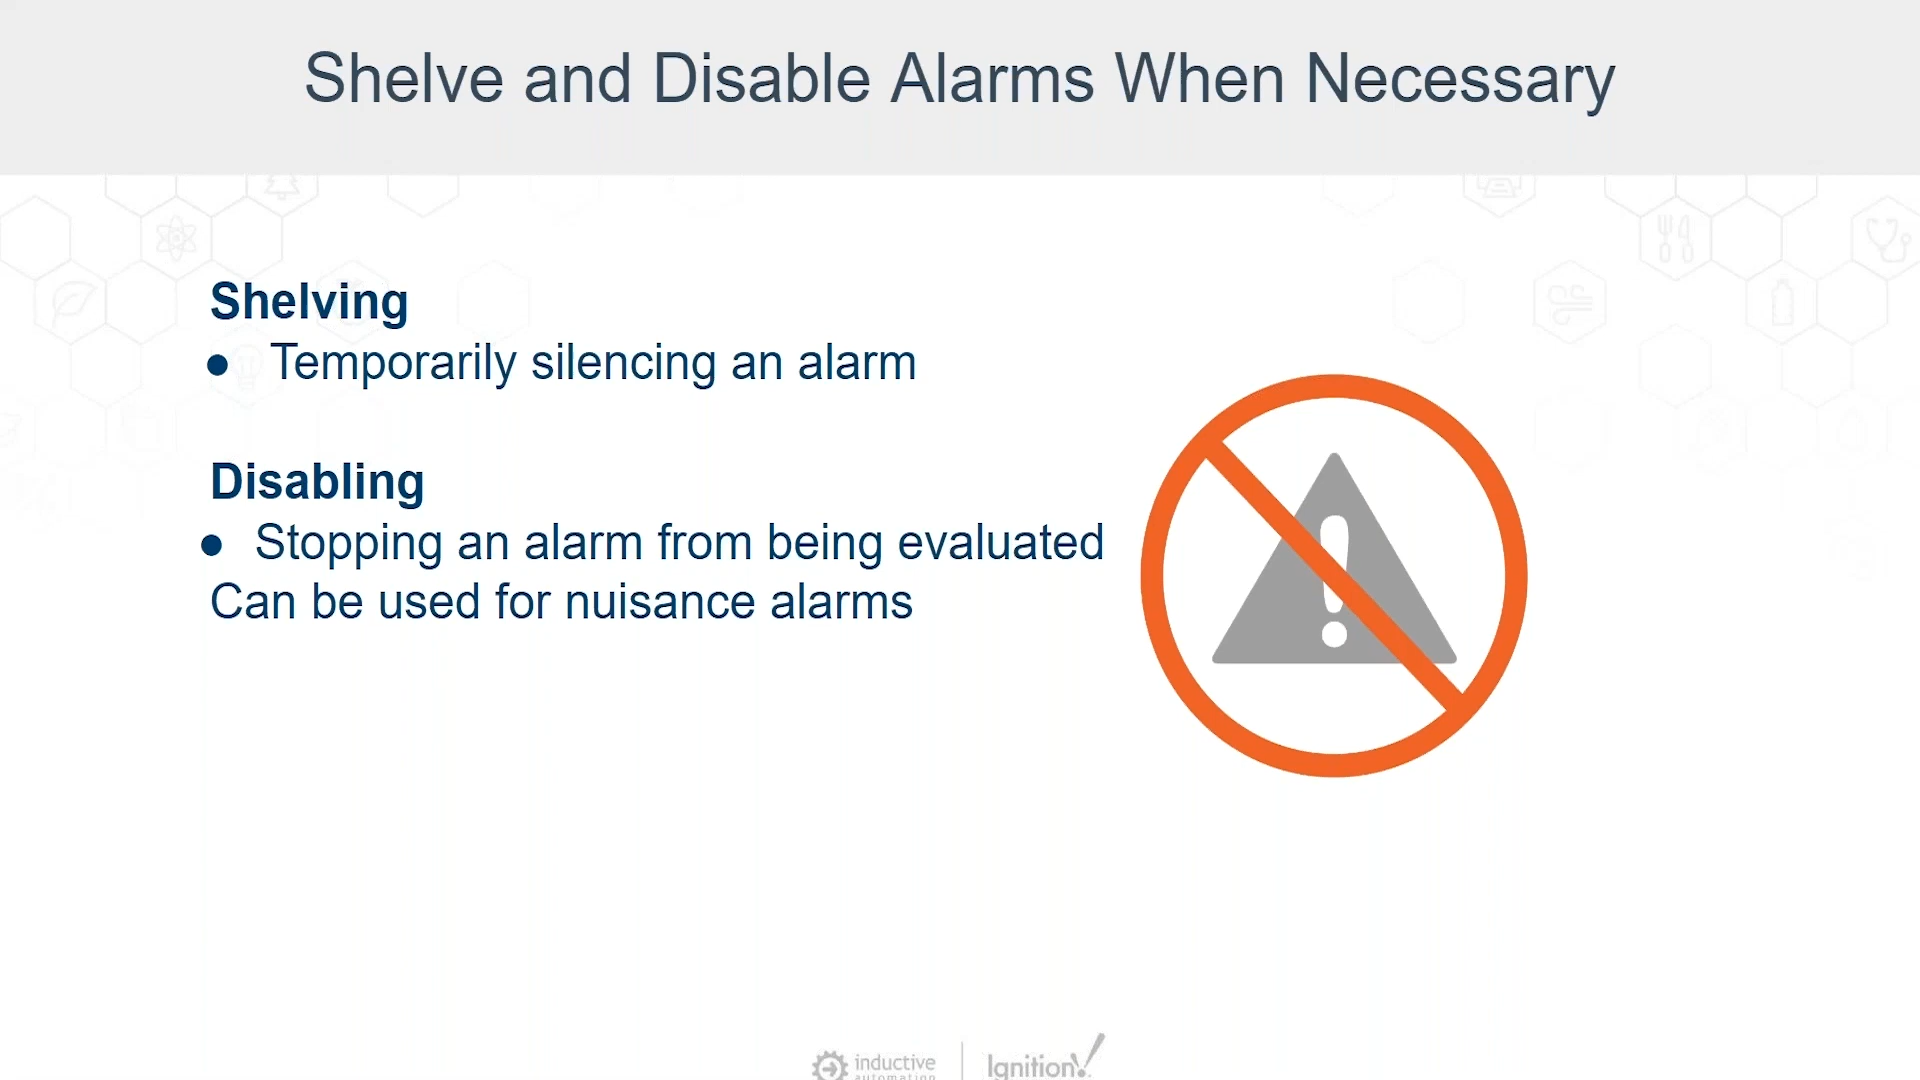 Shelve and Disable Alarms When Necessary
Shelving
● Temporarily silencing an alarm
Disabling
● Stopping an alarm from being evaluated
Can be used for nuisance alarms
inductive
automation
Ignition!